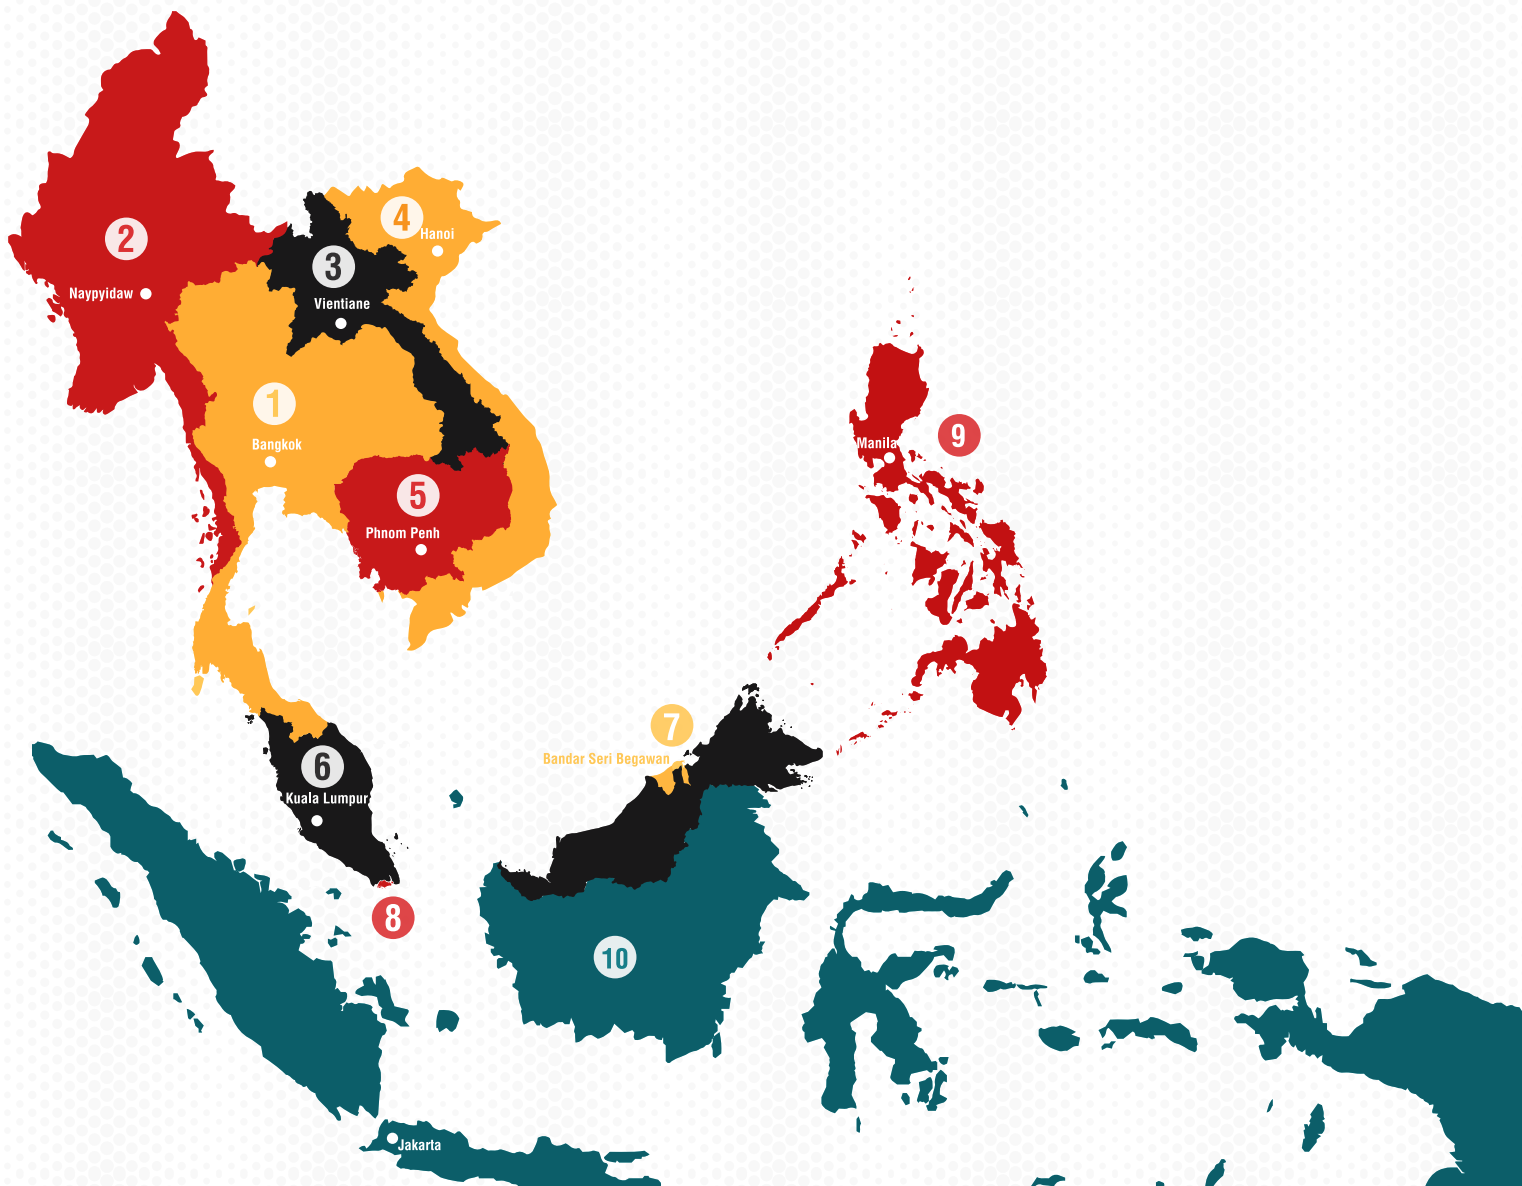 4
Hanoi
2
3
Naypyidaw
Vientiane
1
Bangkok
9
Manila
5
Phnom Penh
7
Bandar Seri Begawan
6
Kuala Lumpur
8
10
Jakarta